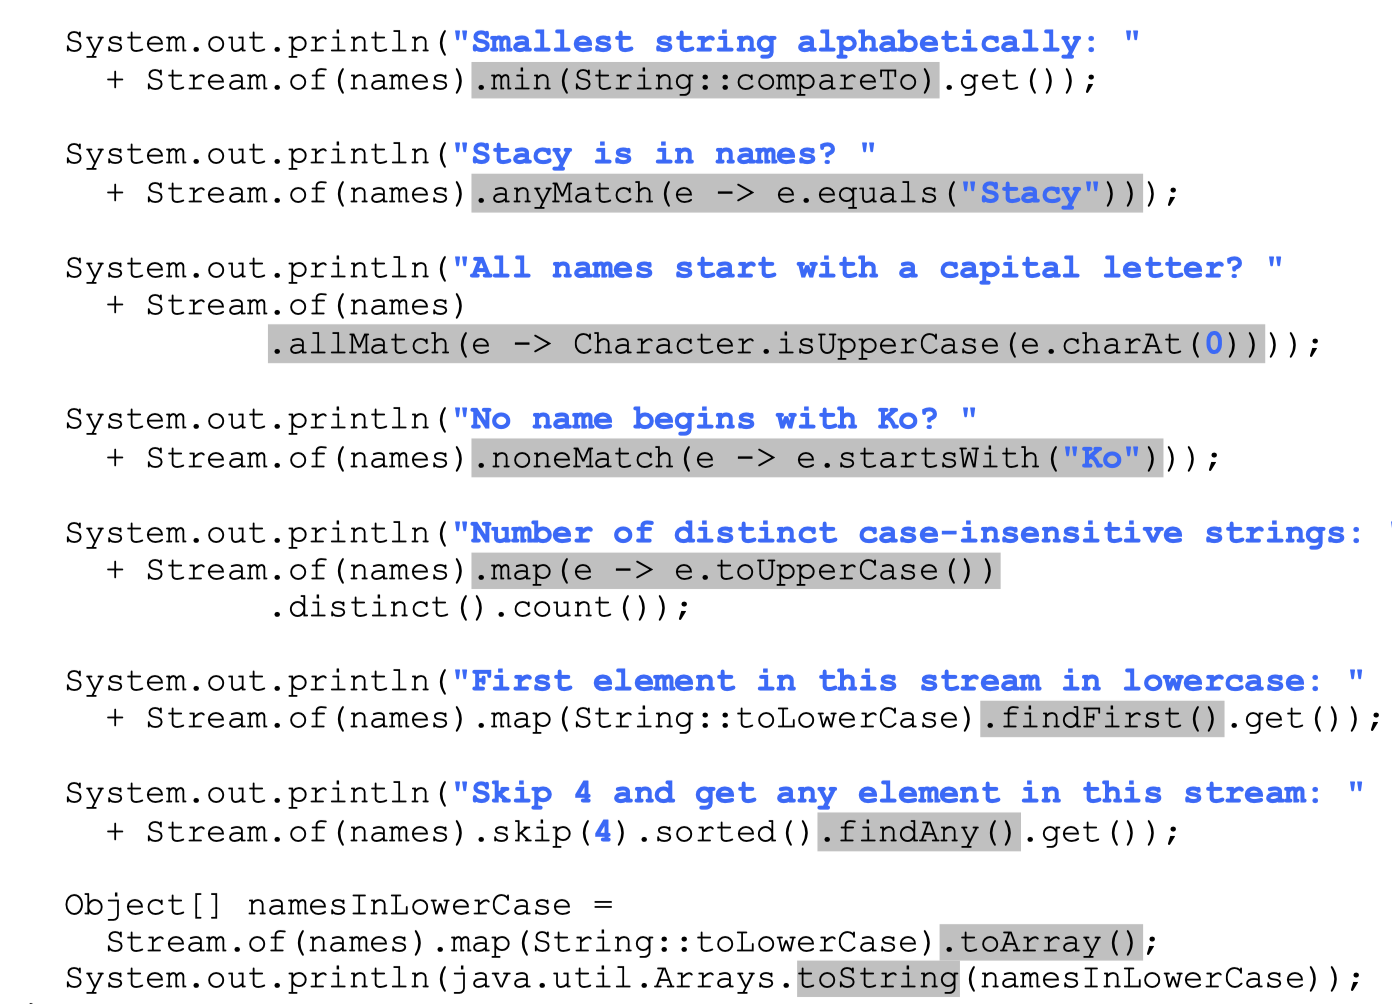 System.out.println("Smallest string alphabetically: "
  + Stream.of(names).min(String::compareTo).get());

System.out.println("Stacy is in names? "
  + Stream.of(names).anyMatch(e -> e.equals("Stacy")));

System.out.println("All names start with a capital letter? "
  + Stream.of(names)
          .allMatch(e -> Character.isUpperCase(e.charAt(0))));

System.out.println("No name begins with Ko? "
  + Stream.of(names).noneMatch(e -> e.startsWith("Ko")));

System.out.println("Number of distinct case-insensitive strings: "
  + Stream.of(names).map(e -> e.toUpperCase())
          .distinct().count());

System.out.println("First element in this stream in lowercase: "
  + Stream.of(names).map(String::toLowerCase).findFirst().get());

System.out.println("Skip 4 and get any element in this stream: "
  + Stream.of(names).skip(4).sorted().findAny().get());

Object[] namesInLowerCase =
  Stream.of(names).map(String::toLowerCase).toArray();
System.out.println(java.util.Arrays.toString(namesInLowerCase));